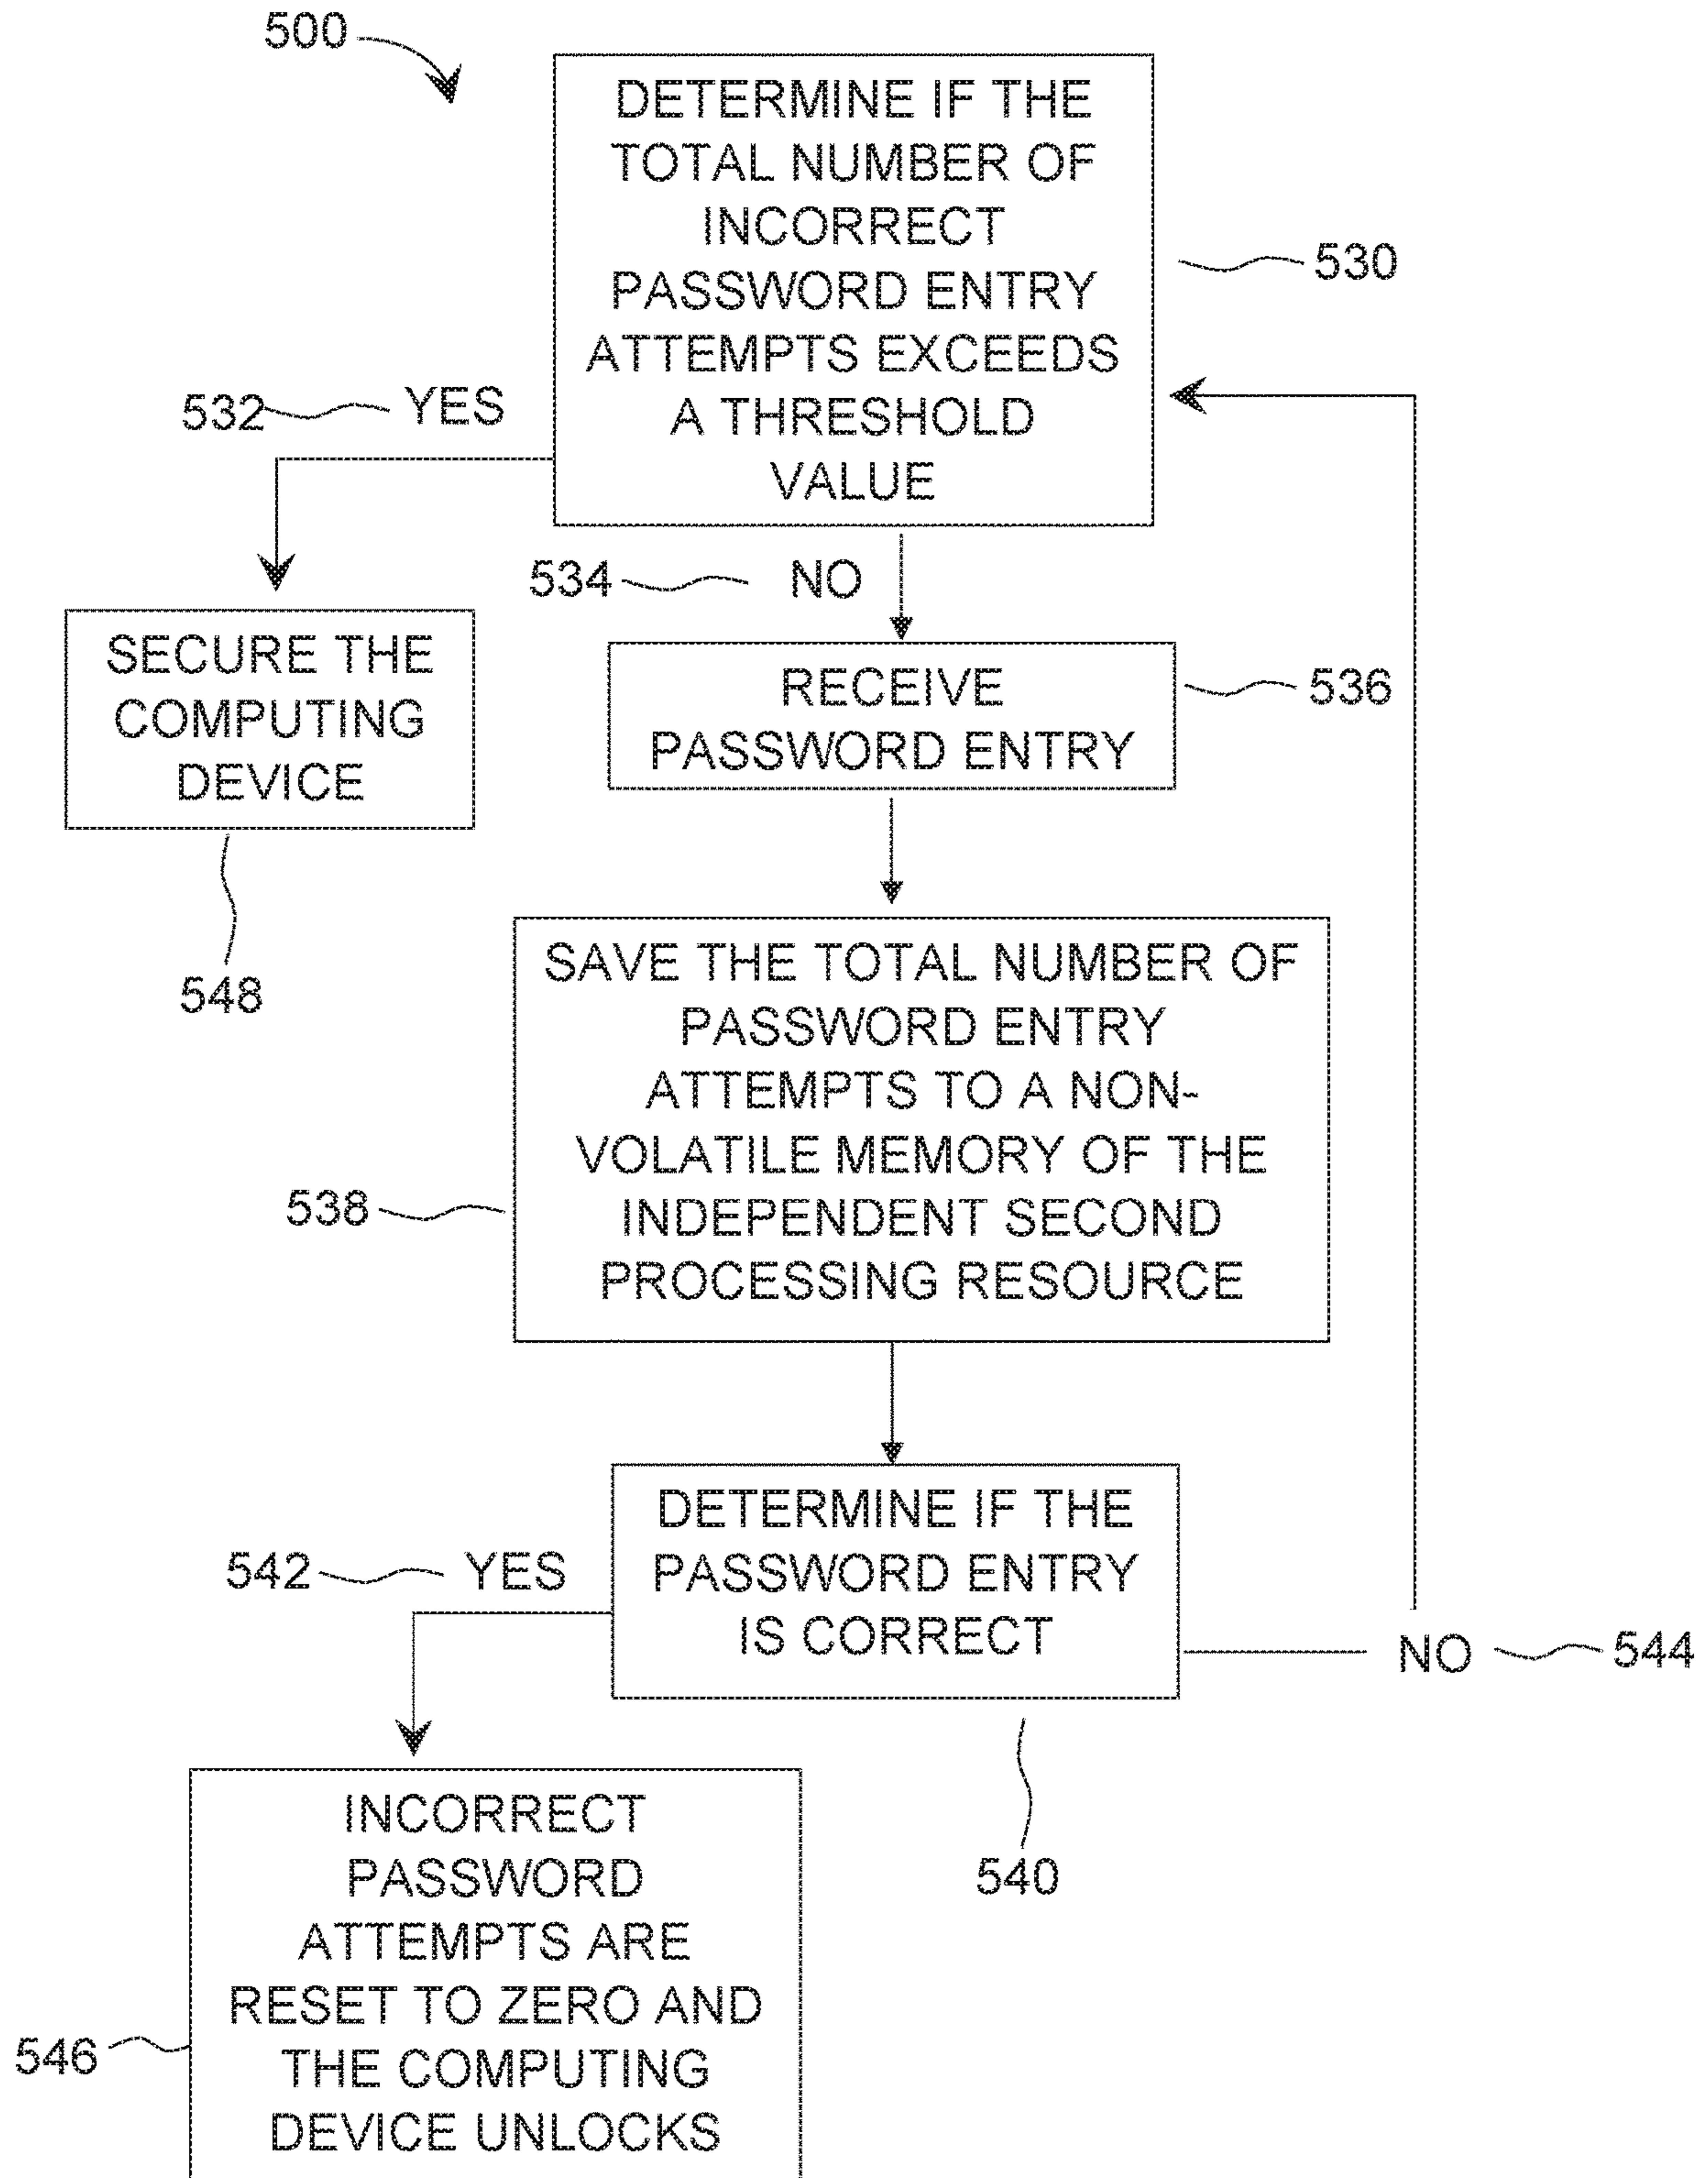 500
DETERMINE IF THE
TOTAL NUMBER OF
INCORRECT
PASSWORD ENTRY
ATTEMPTS EXCEEDS
A THRESHOLD
VALUE
530
532
YES
534
NO
SECURE THE
COMPUTING
DEVICE
548
RECEIVE
PASSWORD ENTRY
536
SAVE THE TOTAL NUMBER OF
PASSWORD ENTRY
ATTEMPTS TO A NON-
VOLATILE MEMORY OF THE
INDEPENDENT SECOND
PROCESSING RESOURCE
538
DETERMINE IF THE
PASSWORD ENTRY
IS CORRECT
542
YES
NO
544
540
INCORRECT
PASSWORD
ATTEMPTS ARE
RESET TO ZERO AND
THE COMPUTING
DEVICE UNLOCKS
546